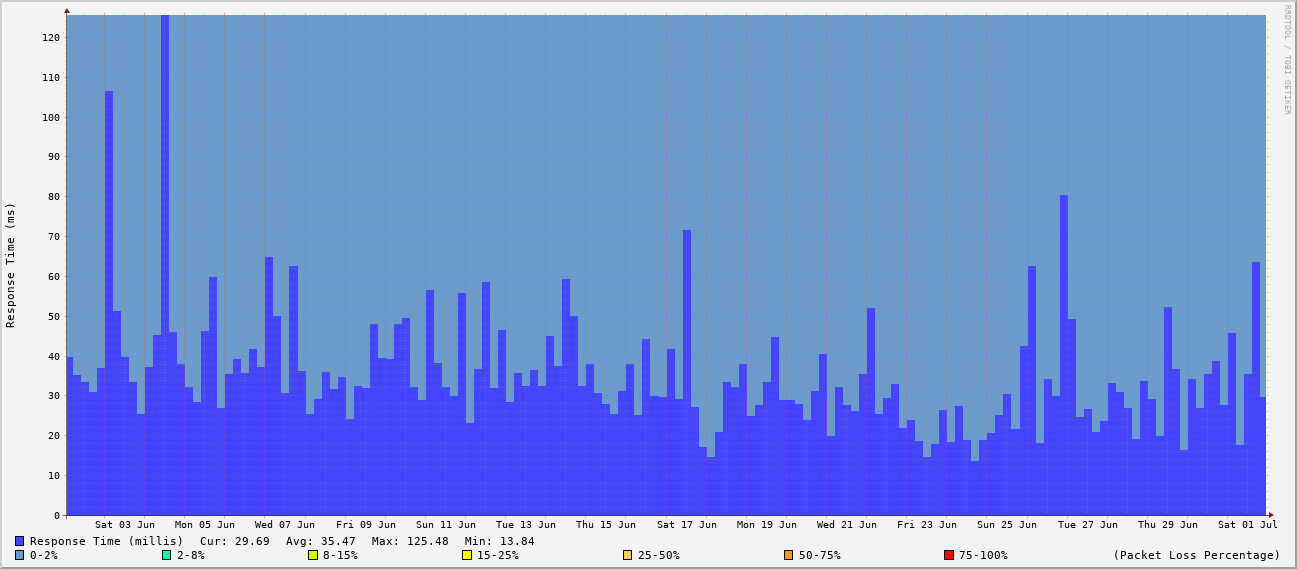 RRDTOOL / TOBI OETIKER
Response Time (ms)
120
110
100
90
80
70
60
50
40
30
20
10
0
Sat 03 Jun Mon 05 Jun Wed 07 Jun Fri 09 Jun Sun 11 Jun Tue 13 Jun Thu 15 Jun Sat 17 Jun Mon 19 Jun Wed 21 Jun Fri 23 Jun Sun 25 Jun Tue 27 Jun Thu 29 Jun Sat 01 Jul
Response Time (millis) Cur: 29.69 Avg: 35.47 Max: 125.48 Min: 13.84
0-2% 2-8% 8-15% 15-25% 25-50% 50-75% 75-100% (Packet Loss Percentage)